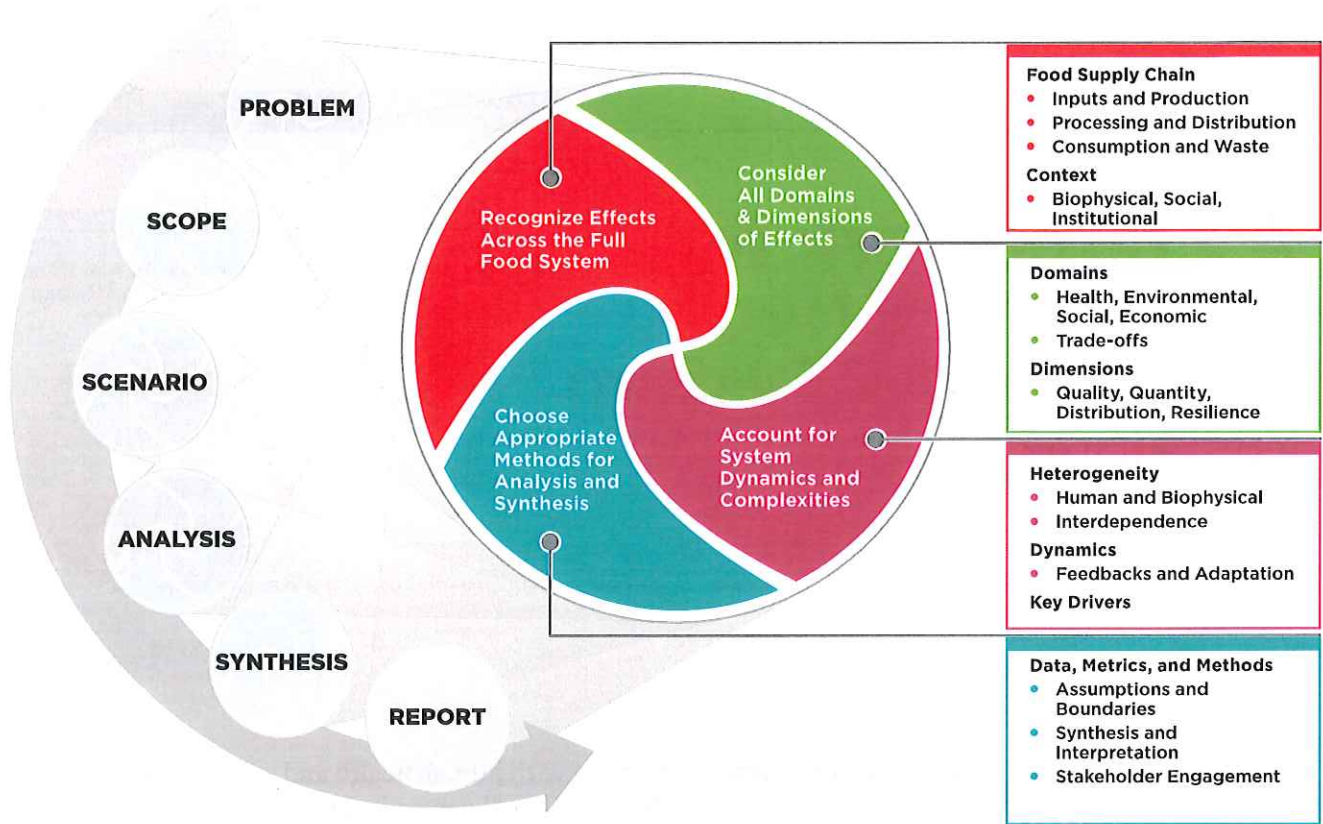 PROBLEM
SCOPE
SCENARIO
ANALYSIS
SYNTHESIS
REPORT
Recognize Effects
Across the Full
Food System
Consider
All Domains
& Dimensions
of Effects
Choose
Appropriate
Methods for
Analysis and
Synthesis
Account for
System
Dynamics and
Complexities
Food Supply Chain
• Inputs and Production
• Processing and Distribution
• Consumption and Waste
Context
• Biophysical, Social,
Institutional
Domains
• Health, Environmental,
Social, Economic
• Trade-offs
Dimensions
• Quality, Quantity,
Distribution, Resilience
Heterogeneity
• Human and Biophysical
• Interdependence
Dynamics
• Feedbacks and Adaptation
Key Drivers
Data, Metrics, and Methods
• Assumptions and
Boundaries
• Synthesis and
Interpretation
• Stakeholder Engagement